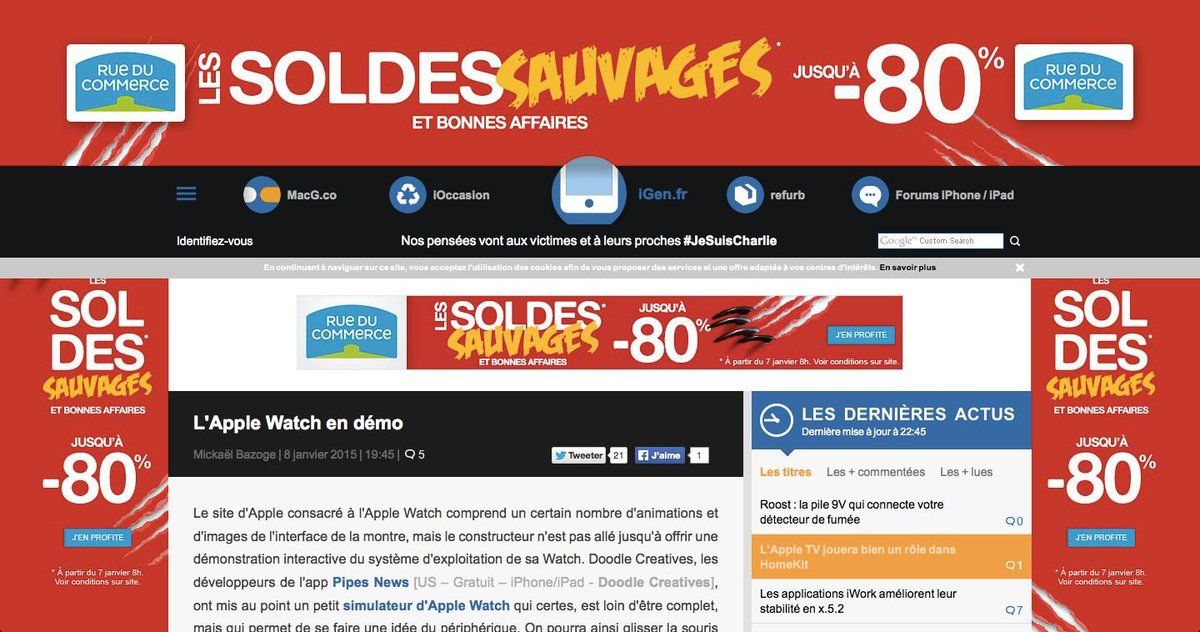 RUE DU
COMMERCE
LES SOLDES SAUVAGES*
ET BONNES AFFAIRES
JUSQU'À
-80%
RUE DU
COMMERCE
MacG.co
iOccasion
iGen.fr
refurb
Forums iPhone / iPad
Identifiez-vous
Nos pensées vont aux victimes et à leurs proches #JeSuisCharlie
Google™ Custom Search
En continuant à naviguer sur ce site, vous acceptez l'utilisation des cookies afin de vous proposer des services et une offre adaptés à vos centres d'intérêts. En savoir plus
LES
SOL
DES*
SAUVAGES
ET BONNES AFFAIRES
JUSQU'À
-80%
J'EN PROFITE
* À partir du 7 janvier 8h.
Voir conditions sur site.
RUE DU
COMMERCE
LES SOLDES*
SAUVAGES
ET BONNES AFFAIRES
JUSQU'À
-80%
J'EN PROFITE
* À partir du 7 janvier 8h. Voir conditions sur site.
L'Apple Watch en démo
Mickaël Bazoge | 8 janvier 2015 | 19:45 | 5
Tweeter 21
J'aime 1
Le site d'Apple consacré à l'Apple Watch comprend un certain nombre d'animations et
d'images de l'interface de la montre, mais le constructeur n'est pas allé jusqu'à offrir une
démonstration interactive du système d'exploitation de sa Watch. Doodle Creatives, les
développeurs de l'app Pipes News [US – Gratuit – iPhone/iPad - Doodle Creatives],
ont mis au point un petit simulateur d'Apple Watch qui certes, est loin d'être complet,
mais qui permet de se faire une idée du périphérique. On pourra ainsi glisser la souris
LES DERNIÈRES ACTUS
Dernière mise à jour à 22:45
Les titres
Les + commentées
Les + lues
Roost : la pile 9V qui connecte votre
détecteur de fumée
0
L'Apple TV jouera bien un rôle dans
HomeKit
1
Les applications iWork améliorent leur
stabilité en x.5.2
7
LES
SOL
DES*
SAUVAGES
ET BONNES AFFAIRES
JUSQU'À
-80%
J'EN PROFITE
* À partir du 7 janvier 8h.
Voir conditions sur site.